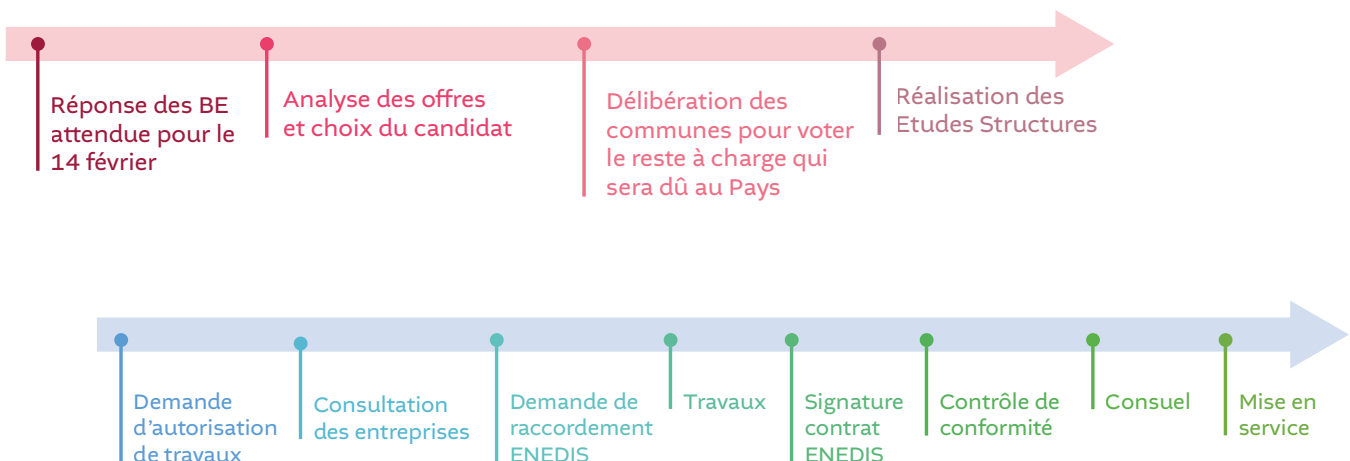 Réponse des BE
attendue pour le
14 février
Analyse des offres
et choix du candidat
Délibération des
communes pour voter
le reste à charge qui
sera dû au Pays
Réalisation des
Etudes Structures
Demande
d'autorisation
de travaux
Consultation
des entreprises
Demande de
raccordement
ENEDIS
Travaux
Signature
contrat
ENEDIS
Contrôle de
conformité
Consuel
Mise en
service